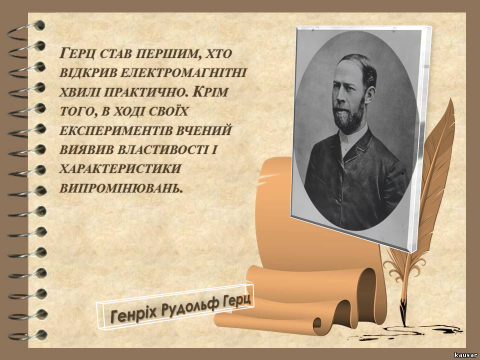 Герц став першим, хто
відкрив електромагнітні
хвилі практично. Крім
того, в ході своїх
експериментів вчений
виявив властивості і
характеристики
випромінювань.
Генріх Рудольф Герц
kauvar